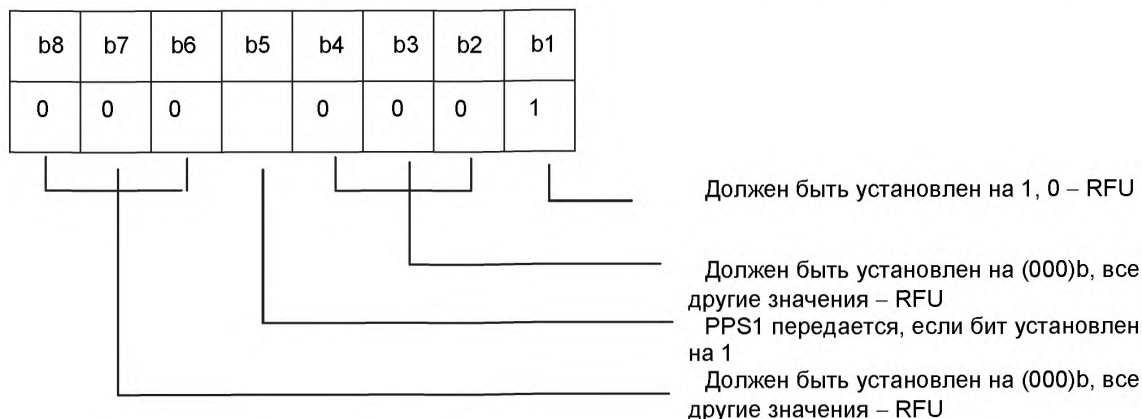 b8 b7 b6 b5 b4 b3 b2 b1
0 0 0 0 0 0 1
Должен быть установлен на 1, 0 – RFU
Должен быть установлен на (000)b, все
другие значения – RFU
PPS1 передается, если бит установлен
на 1
Должен быть установлен на (000)b, все
другие значения – RFU